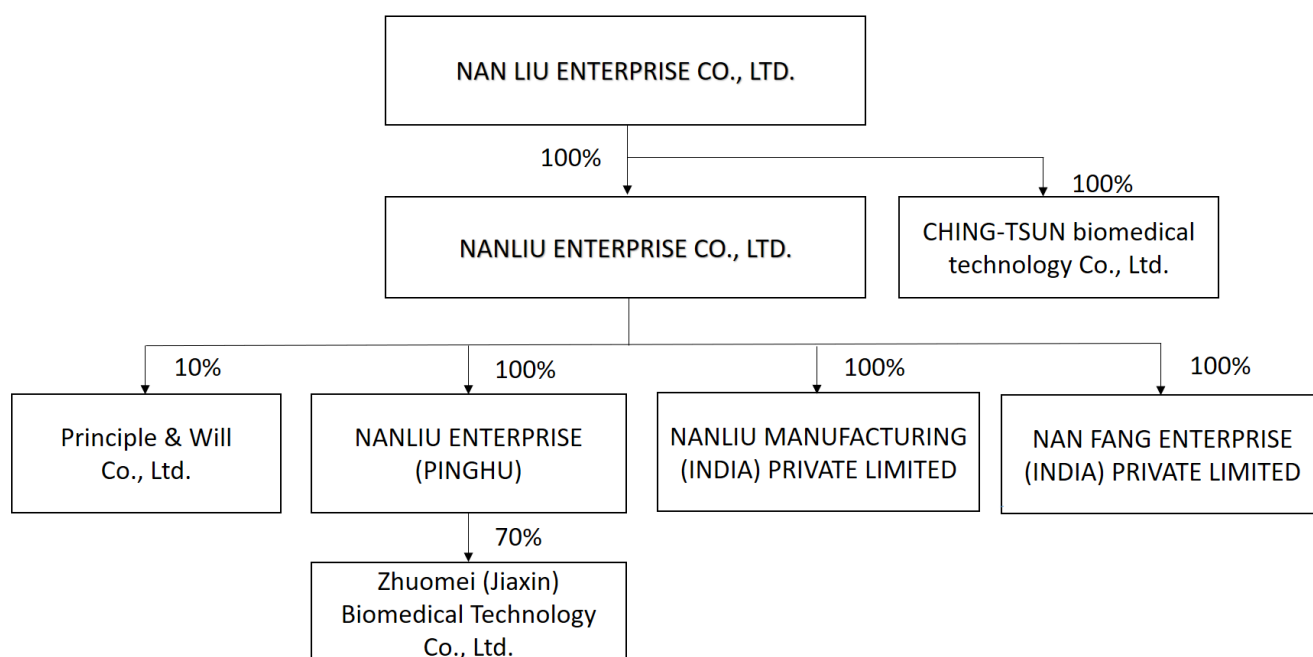 NAN LIU ENTERPRISE CO., LTD.
100%
100%
NANLIU ENTERPRISE CO., LTD.
CHING-TSUN biomedical
technology Co., Ltd.
10%
100%
100%
100%
Principle & Will
Co., Ltd.
NANLIU ENTERPRISE
(PINGHU)
NANLIU MANUFACTURING
(INDIA) PRIVATE LIMITED
NAN FANG ENTERPRISE
(INDIA) PRIVATE LIMITED
70%
Zhuomei (Jiaxin)
Biomedical Technology
Co., Ltd.